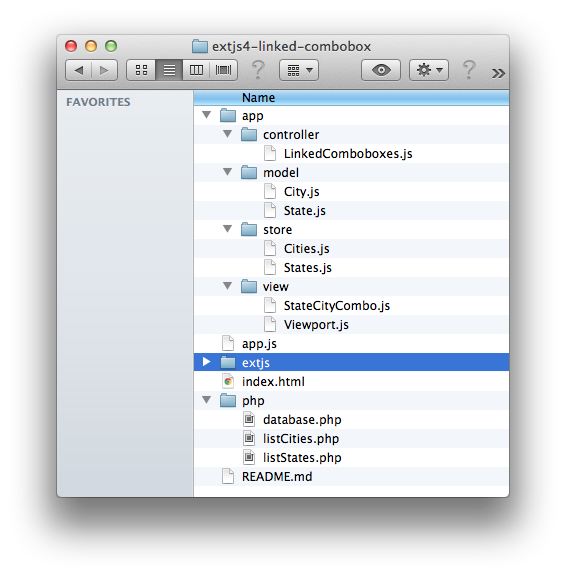 extjs4-linked-combobox
FAVORITES
Name
app
controller
LinkedComboboxes.js
model
City.js
State.js
store
Cities.js
States.js
view
StateCityCombo.js
Viewport.js
app.js
extjs
index.html
php
database.php
listCities.php
listStates.php
README.md